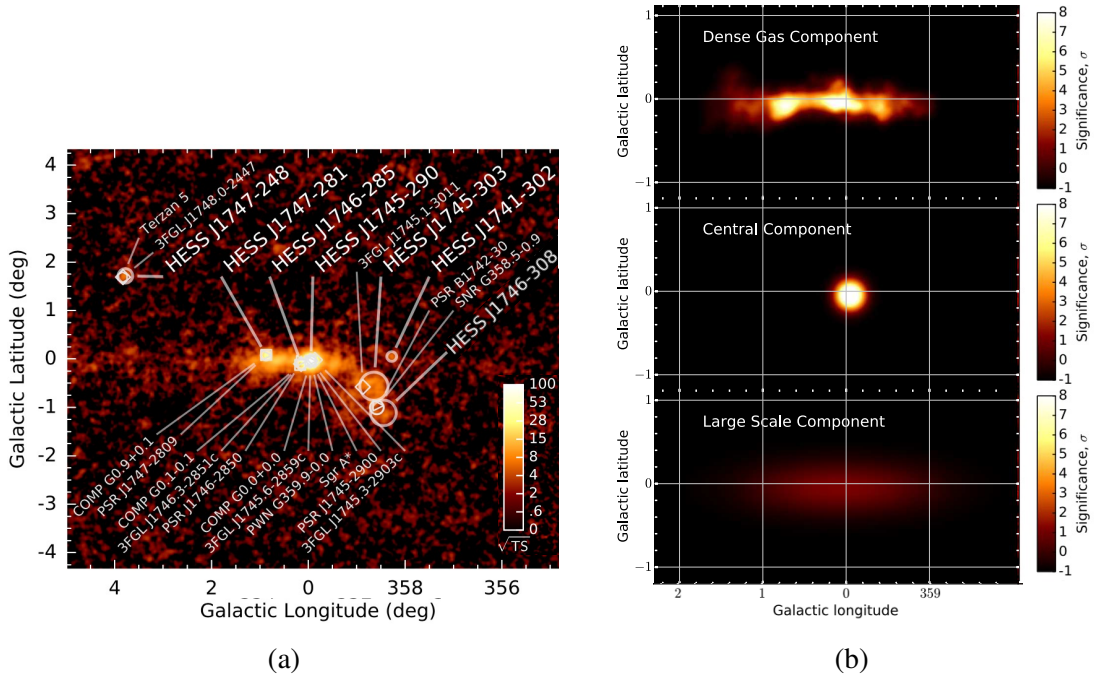 Terzan 5
3FGL J1748.0-2447
HESS J1747-248
HESS J1747-281
HESS J1746-285
HESS J1745-290
3FGL J1745.1-3011
HESS J1745-303
HESS J1741-302
PSR B1742-30
SNR G358.5-0.9
HESS J1746-308
COMP G0.9+0.1
PSR J1747-2809
COMP G0.1-0.1
3FGL J1746.3-2851c
PSR J1746-2850
COMP G0.0+0.0
3FGL J1745.6-2859c
PWN G359.9-0.0
Sgr A*
PSR J1745-2900
3FGL J1745.3-2903c
100
53
28
15
8
4
2
.6
0
√TS
4
3
2
1
0
-1
-2
-3
-4
Galactic Latitude (deg)
4 2 0 358 356
Galactic Longitude (deg)
(a)
Dense Gas Component
1
0
−1
Galactic latitude
8
7
6
5
4
3
2
1
0
-1
Significance, σ
Central Component
1
0
−1
Galactic latitude
8
7
6
5
4
3
2
1
0
-1
Significance, σ
Large Scale Component
1
0
−1
Galactic latitude
8
7
6
5
4
3
2
1
0
-1
Significance, σ
2 1 0 359
Galactic longitude
(b)